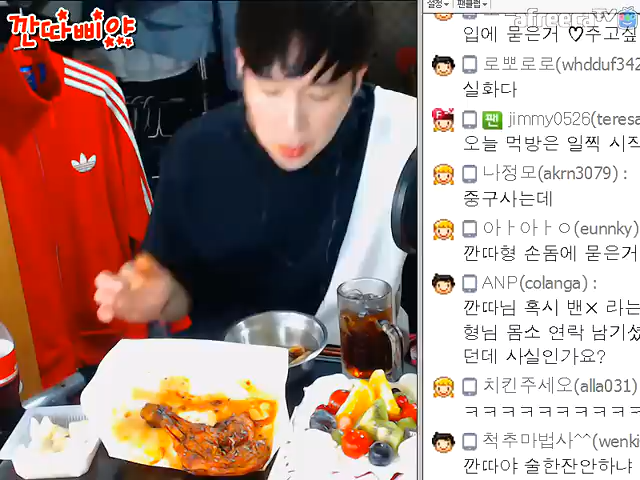 깐따삐야
설정 팬클럽
afreeraTV
adidas
입에 묻은거 ♡주고싶
로뽀로로(whdduf342
실화다
팬 jimmy0526(teresa
오늘 먹방은 일찍 시작
나정모(akrn3079) :
중구사는데
아ㅏ아ㅏㅇ(eunnky)
깐따형 손돔에 묻은거
ANP(colanga) :
깐따님 혹시 밴x 라는
형님 몸소 연락 남기셨
던데 사실인가요?
치킨주세오(alla031)
ㅋㅋㅋㅋㅋㅋㅋㅋㅋㅋ
척추마법사^^(wenki
깐따야 술한잔안하냐